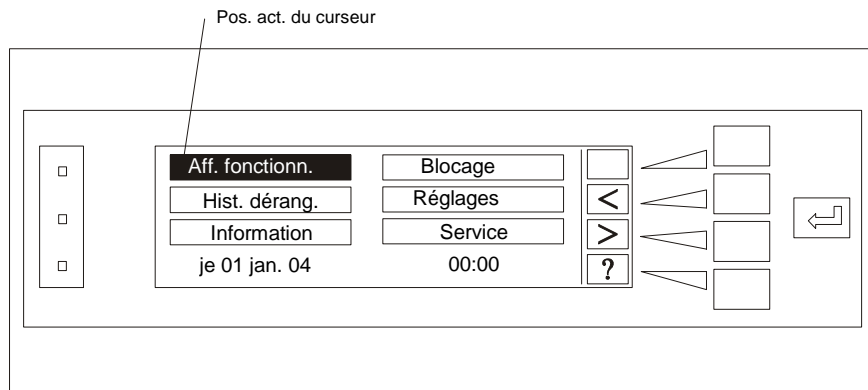 Pos. act. du curseur
Aff. fonctionn. Blocage
Hist. dérang. Réglages <
Information Service >
je 01 jan. 04 00:00 ?